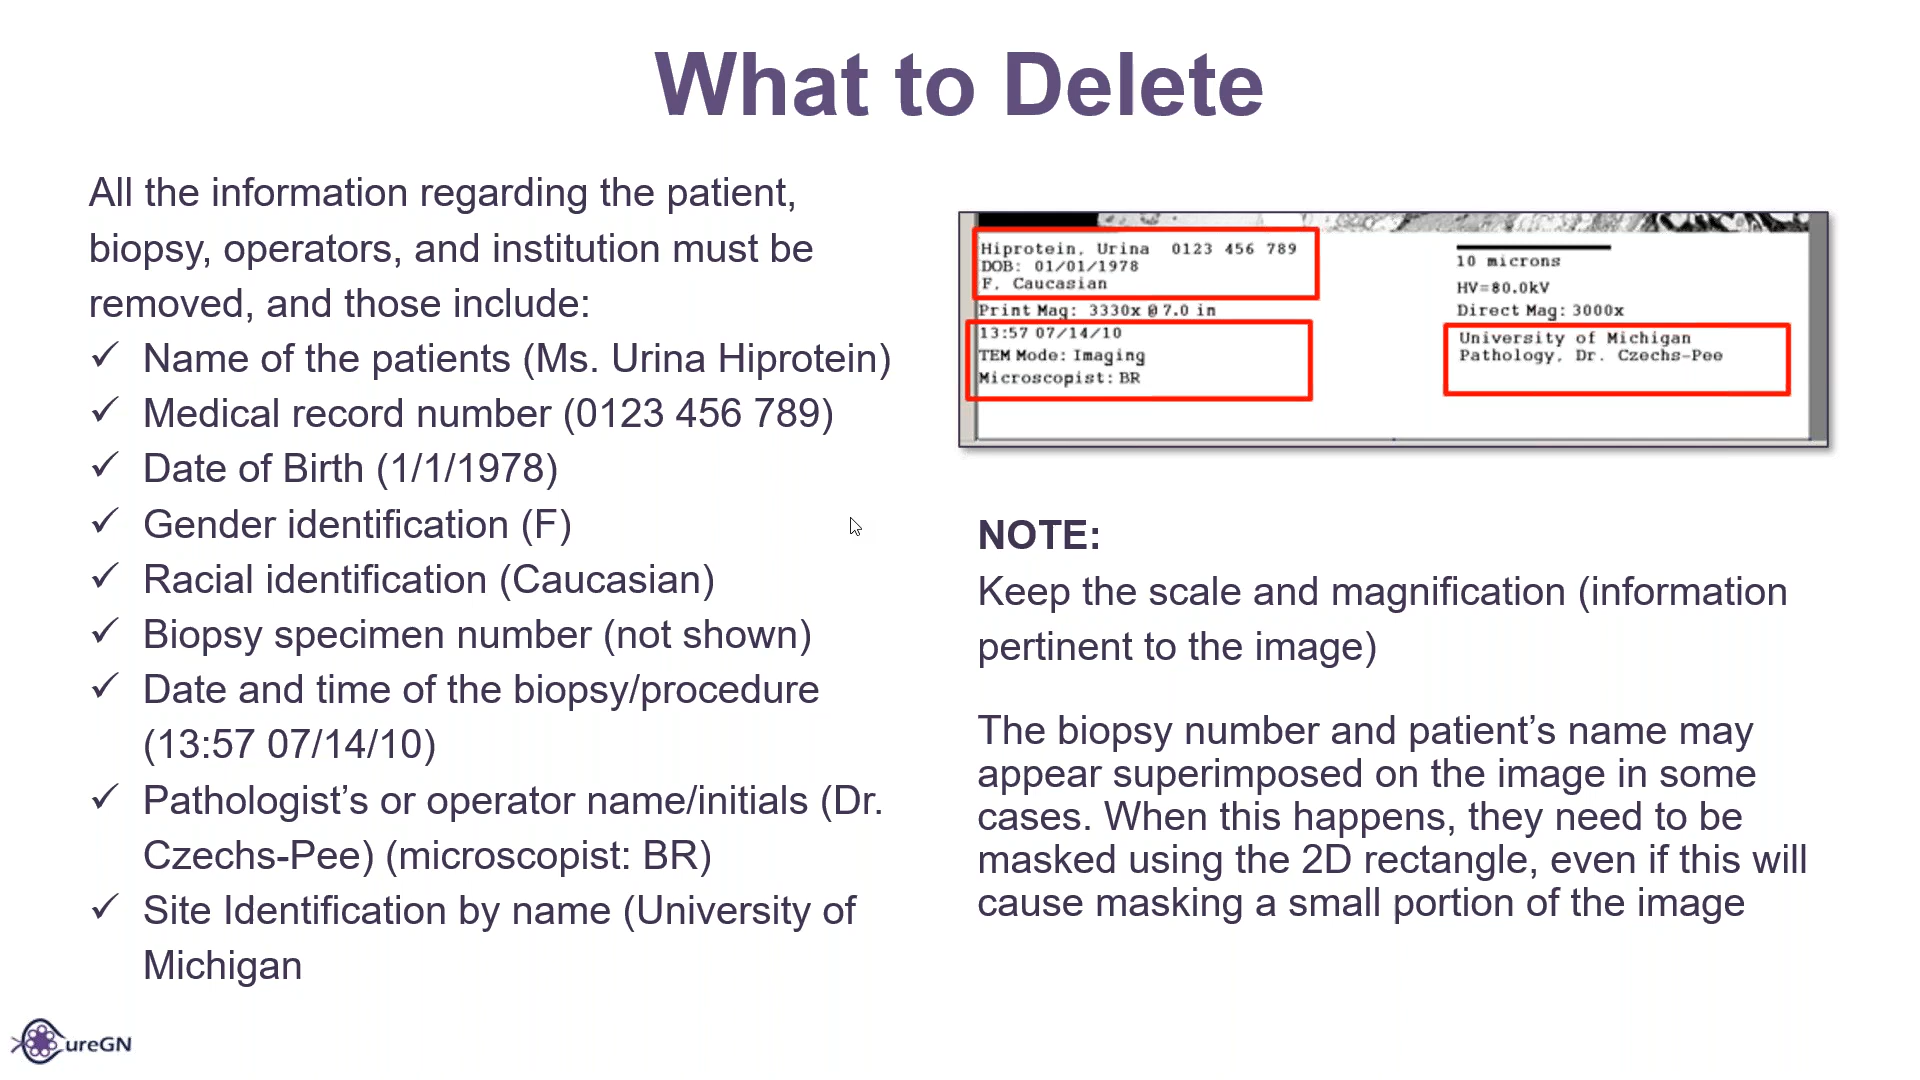 What to Delete
All the information regarding the patient,
biopsy, operators, and institution must be
removed, and those include:
✓ Name of the patients (Ms. Urina Hiprotein)
✓ Medical record number (0123 456 789)
✓ Date of Birth (1/1/1978)
✓ Gender identification (F)
✓ Racial identification (Caucasian)
✓ Biopsy specimen number (not shown)
✓ Date and time of the biopsy/procedure
(13:57 07/14/10)
✓ Pathologist’s or operator name/initials (Dr.
Czechs-Pee) (microscopist: BR)
✓ Site Identification by name (University of
Michigan
Hiprotein, Urina 0123 456 789
DOB: 01/01/1978
F, Caucasian
Print Mag: 3330x @ 7.0 in
13:57 07/14/10
TEM Mode: Imaging
Microscopist: BR
10 microns
HV=80.0kV
Direct Mag: 3000x
University of Michigan
Pathology, Dr. Czechs-Pee
NOTE:
Keep the scale and magnification (information
pertinent to the image)
The biopsy number and patient’s name may
appear superimposed on the image in some
cases. When this happens, they need to be
masked using the 2D rectangle, even if this will
cause masking a small portion of the image
CureGN